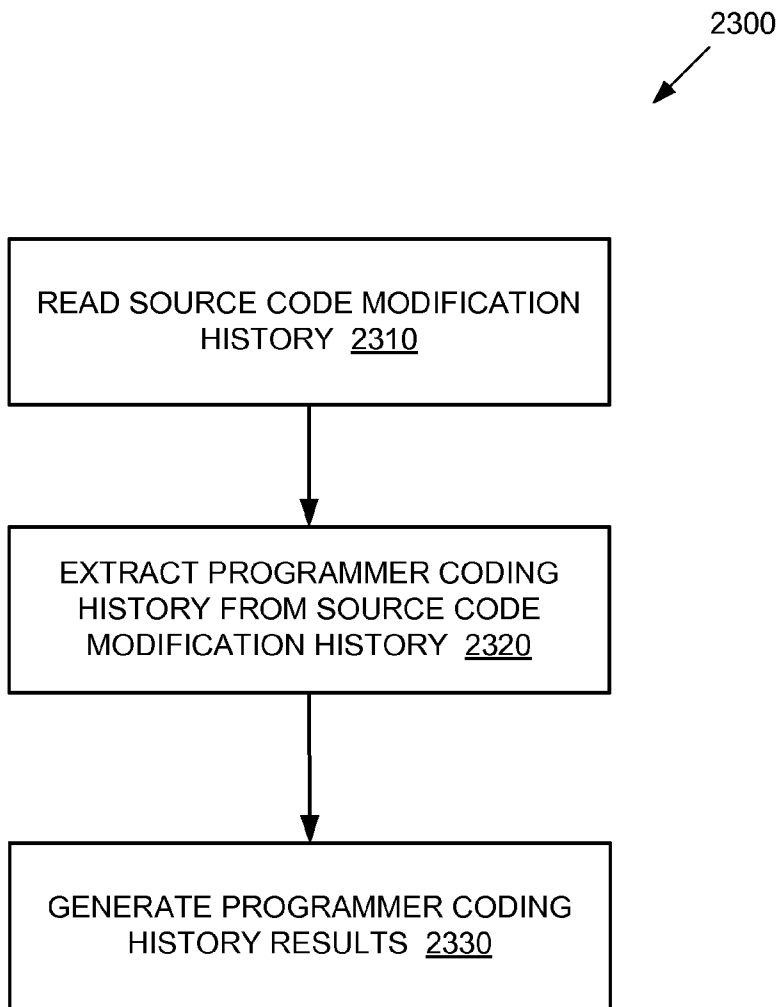 2300
READ SOURCE CODE MODIFICATION
HISTORY 2310
EXTRACT PROGRAMMER CODING
HISTORY FROM SOURCE CODE
MODIFICATION HISTORY 2320
GENERATE PROGRAMMER CODING
HISTORY RESULTS 2330